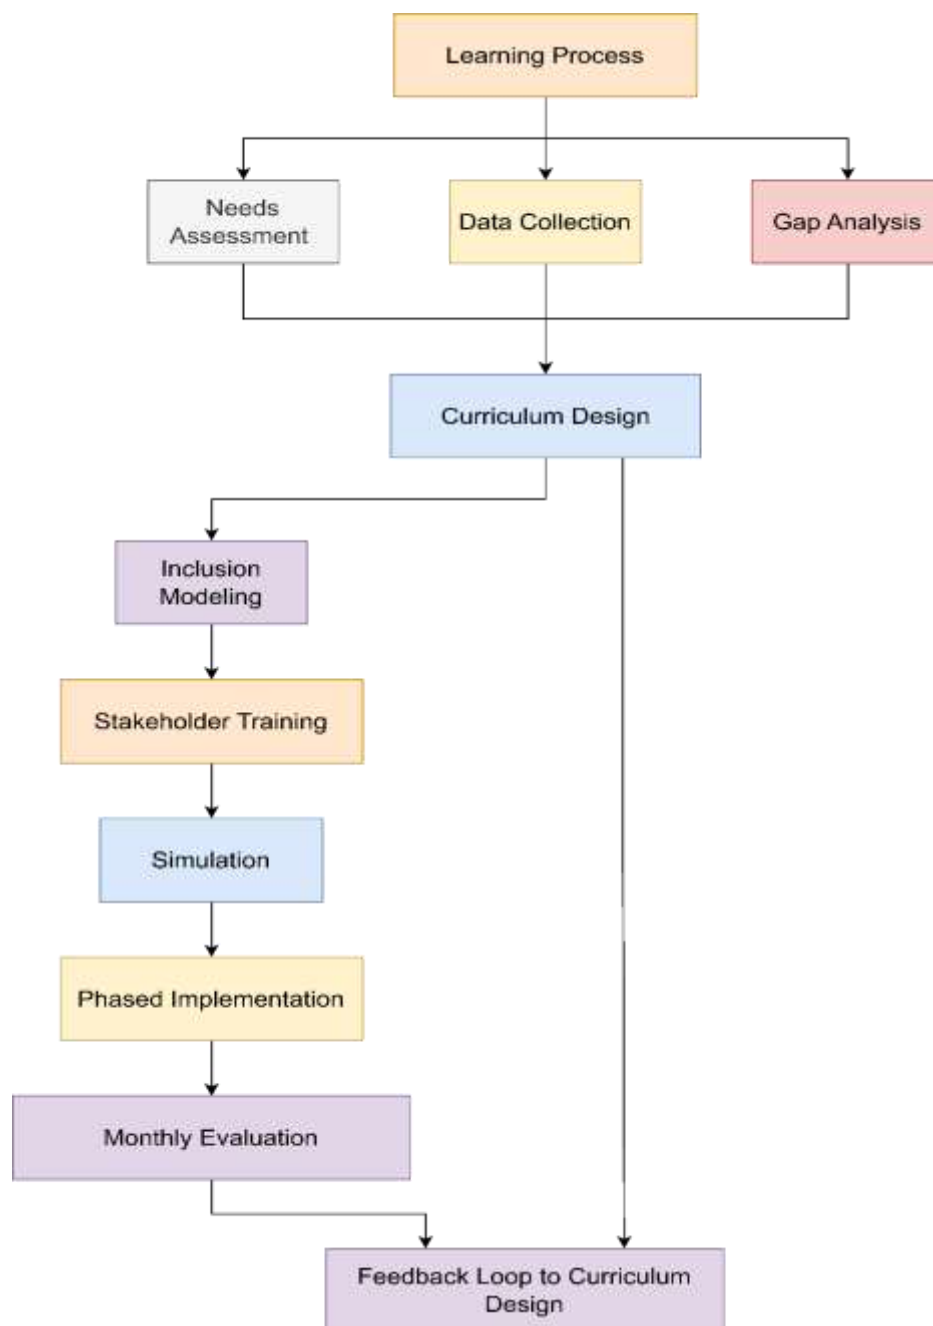 Learning Process
Needs
Assessment
Data Collection
Gap Analysis
Curriculum Design
Inclusion
Modeling
Stakeholder Training
Simulation
Phased Implementation
Monthly Evaluation
Feedback Loop to Curriculum
Design